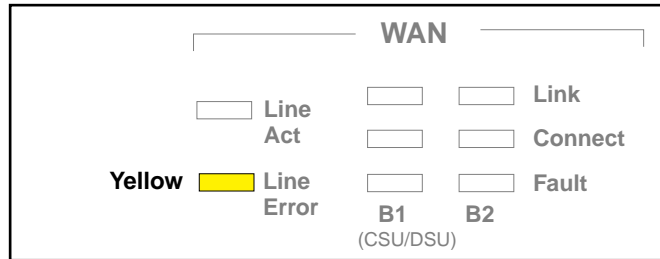 WAN
Line
Act
Link
Connect
Yellow
Line
Error
Fault
B1
B2
(CSU/DSU)